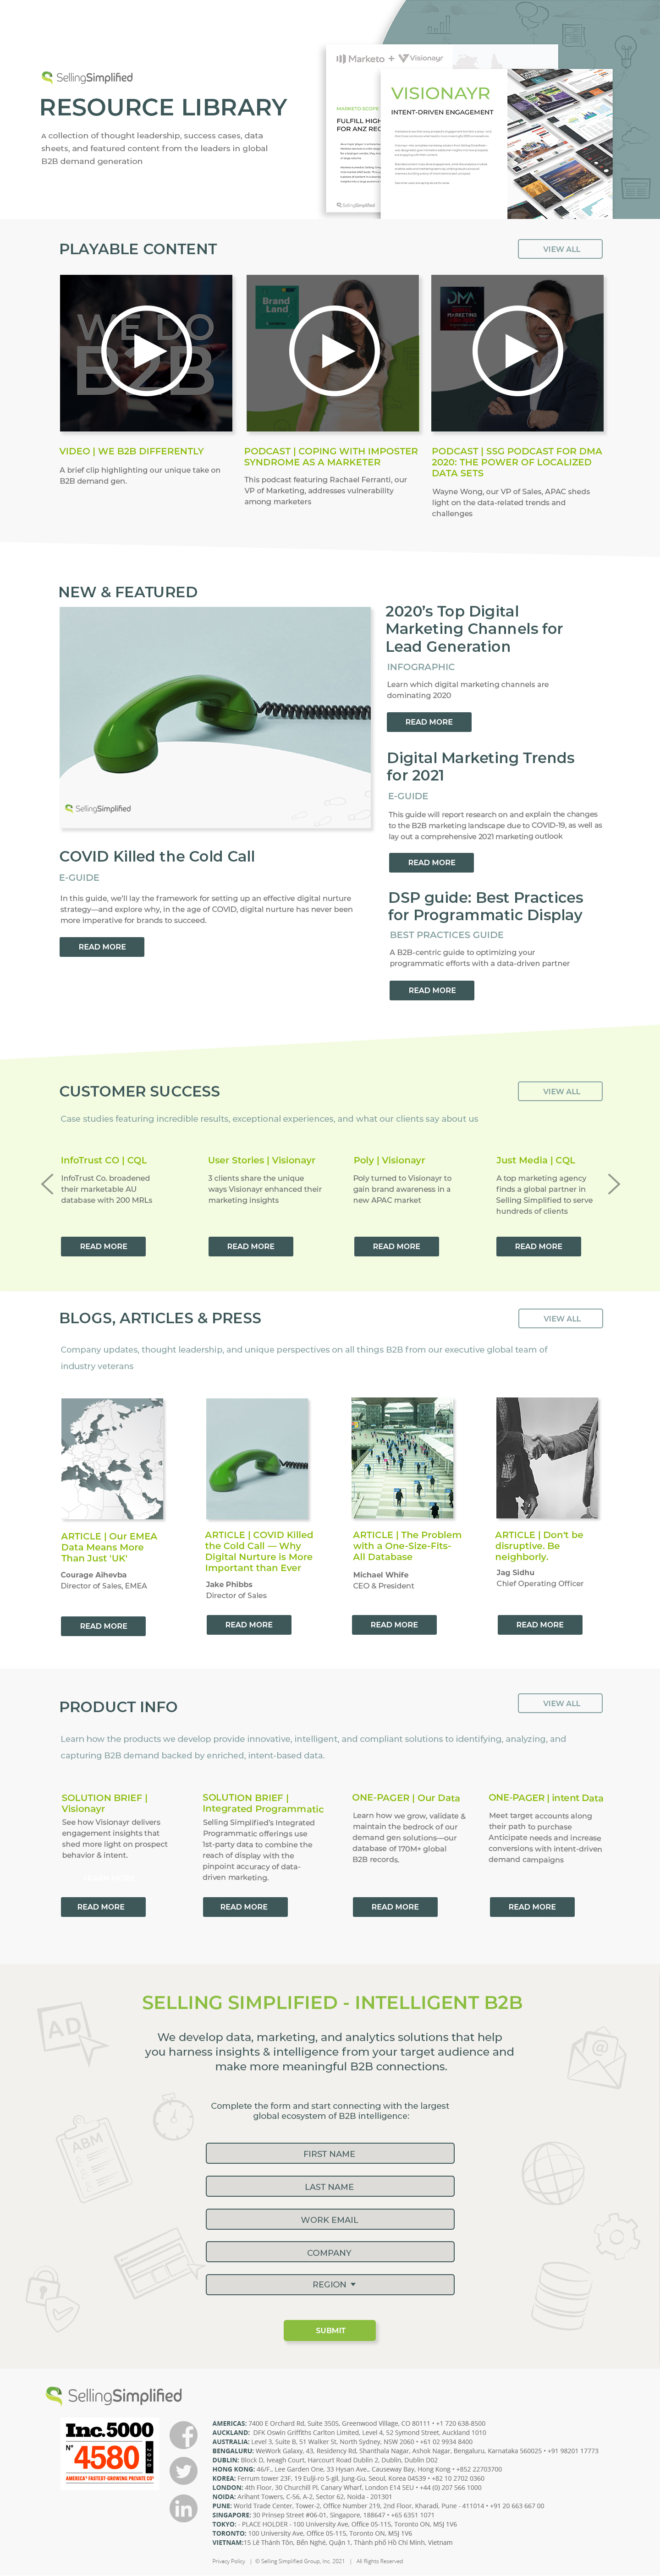 SellingSimplified
RESOURCE LIBRARY
A collection of thought leadership, success cases, data
sheets, and featured content from the leaders in global
B2B demand generation
Marketo + Visionayr
MARKETO SCOPE
FULFILL HIGH
FOR ANZ REG
SellingSimplified
VISIONAYR
INTENT-DRIVEN ENGAGEMENT
PLAYABLE CONTENT
VIEW ALL
WE DO
B2B
Brand
Land
DMA
MARKETING
VIDEO | WE B2B DIFFERENTLY
A brief clip highlighting our unique take on
B2B demand gen.
PODCAST | COPING WITH IMPOSTER
SYNDROME AS A MARKETER
This podcast featuring Rachael Ferranti, our
VP of Marketing, addresses vulnerability
among marketers
PODCAST | SSG PODCAST FOR DMA
2020: THE POWER OF LOCALIZED
DATA SETS
Wayne Wong, our VP of Sales, APAC sheds
light on the data-related trends and
challenges
NEW & FEATURED
SellingSimplified
COVID Killed the Cold Call
E-GUIDE
In this guide, we'll lay the framework for setting up an effective digital nurture
strategy—and explore why, in the age of COVID, digital nurture has never been
more imperative for brands to succeed.
READ MORE
2020's Top Digital
Marketing Channels for
Lead Generation
INFOGRAPHIC
Learn which digital marketing channels are
dominating 2020
READ MORE
Digital Marketing Trends
for 2021
E-GUIDE
This guide will report research on and explain the changes
to the B2B marketing landscape due to COVID-19, as well as
lay out a comprehensive 2021 marketing outlook
READ MORE
DSP guide: Best Practices
for Programmatic Display
BEST PRACTICES GUIDE
A B2B-centric guide to optimizing your
programmatic efforts with a data-driven partner
READ MORE
CUSTOMER SUCCESS
VIEW ALL
Case studies featuring incredible results, exceptional experiences, and what our clients say about us
InfoTrust CO | CQL
InfoTrust Co. broadened
their marketable AU
database with 200 MRLs
READ MORE
User Stories | Visionayr
3 clients share the unique
ways Visionayr enhanced their
marketing insights
READ MORE
Poly | Visionayr
Poly turned to Visionayr to
gain brand awareness in a
new APAC market
READ MORE
Just Media | CQL
A top marketing agency
finds a global partner in
Selling Simplified to serve
hundreds of clients
READ MORE
BLOGS, ARTICLES & PRESS
VIEW ALL
Company updates, thought leadership, and unique perspectives on all things B2B from our executive global team of
industry veterans
ARTICLE | Our EMEA
Data Means More
Than Just 'UK'
Courage Aihevba
Director of Sales, EMEA
READ MORE
ARTICLE | COVID Killed
the Cold Call — Why
Digital Nurture is More
Important than Ever
Jake Phibbs
Director of Sales
READ MORE
ARTICLE | The Problem
with a One-Size-Fits-
All Database
Michael Whife
CEO & President
READ MORE
ARTICLE | Don't be
disruptive. Be
neighborly.
Jag Sidhu
Chief Operating Officer
READ MORE
PRODUCT INFO
VIEW ALL
Learn how the products we develop provide innovative, intelligent, and compliant solutions to identifying, analyzing, and
capturing B2B demand backed by enriched, intent-based data.
SOLUTION BRIEF |
Visionayr
See how Visionayr delivers
engagement insights that
shed more light on prospect
behavior & intent.
READ MORE
SOLUTION BRIEF |
Integrated Programmatic
Selling Simplified's Integrated
Programmatic offerings use
1st-party data to combine the
reach of display with the
pinpoint accuracy of data-
driven marketing.
READ MORE
ONE-PAGER | Our Data
Learn how we grow, validate &
maintain the bedrock of our
demand gen solutions—our
database of 170M+ global
B2B records.
READ MORE
ONE-PAGER | intent Data
Meet target accounts along
their path to purchase
Anticipate needs and increase
conversions with intent-driven
demand campaigns
READ MORE
SELLING SIMPLIFIED - INTELLIGENT B2B
We develop data, marketing, and analytics solutions that help
you harness insights & intelligence from your target audience and
make more meaningful B2B connections.
AD
ABM
Complete the form and start connecting with the largest
global ecosystem of B2B intelligence:
FIRST NAME
LAST NAME
WORK EMAIL
COMPANY
REGION
SUBMIT
SellingSimplified
Inc.5000
Nº 4580 2020
AMERICA'S FASTEST-GROWING PRIVATE CO'S
AMERICAS: 7400 E Orchard Rd, Suite 350S, Greenwood Village, CO 80111 • +1 720 638-8500
AUCKLAND: DFK Oswin Griffiths Carlton Limited, Level 4, 52 Symond Street, Auckland 1010
AUSTRALIA: Level 3, Suite B, 51 Walker St, North Sydney, NSW 2060 • +61 02 9934 8400
BENGALURU: WeWork Galaxy, 43, Residency Rd, Shanthala Nagar, Ashok Nagar, Bengaluru, Karnataka 560025 • +91 98201 17773
DUBLIN: Block D, Iveagh Court, Harcourt Road Dublin 2, Dublin, Dublin D02
HONG KONG: 46/F., Lee Garden One, 33 Hysan Ave., Causeway Bay, Hong Kong • +852 22703700
KOREA: Ferrum tower 23F, 19 Eulji-ro 5-gil, Jung-Gu, Seoul, Korea 04539 • +82 10 2702 0360
LONDON: 4th Floor, 30 Churchill Pl, Canary Wharf, London E14 5EU • +44 (0) 207 566 1000
NOIDA: Arihant Towers, C-56, A-2, Sector 62, Noida - 201301
PUNE: World Trade Center, Tower-2, Office Number 219, 2nd Floor, Kharadi, Pune - 411014 • +91 20 663 667 00
SINGAPORE: 30 Prinsep Street #06-01, Singapore, 188647 • +65 6351 1071
TOKYO: - PLACE HOLDER - 100 University Ave, Office 05-115, Toronto ON, M5J 1V6
TORONTO: 100 University Ave, Office 05-115, Toronto ON, M5J 1V6
VIETNAM:15 Lê Thánh Tôn, Bến Nghé, Quận 1, Thành phố Hồ Chí Minh, Vietnam
Privacy Policy | © Selling Simplified Group, Inc. 2021 | All Rights Reserved